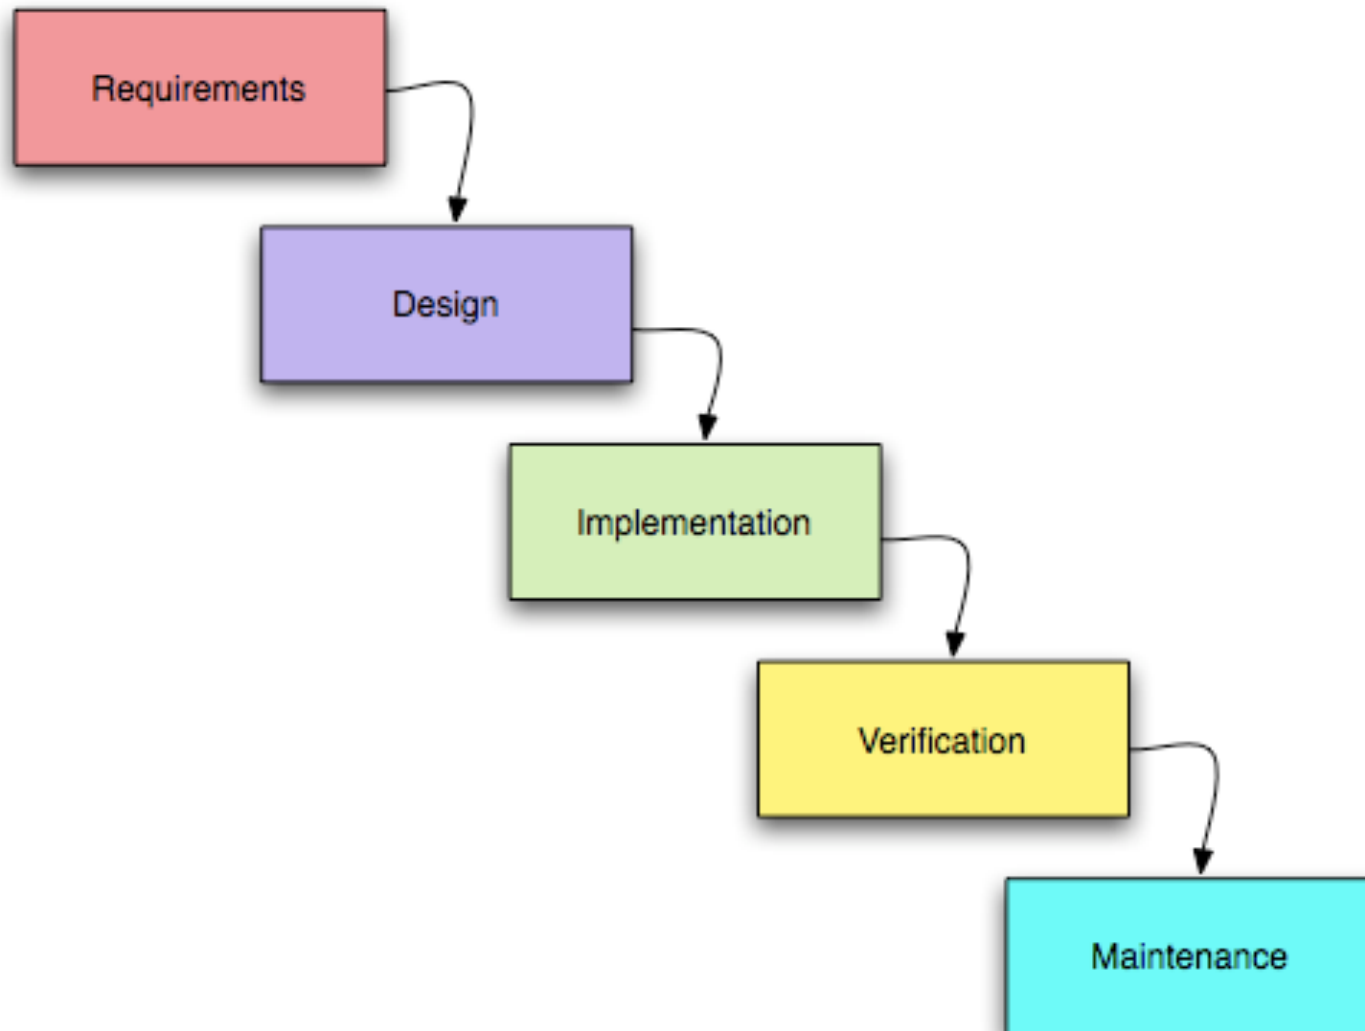 Requirements
Design
Implementation
Verification
Maintenance